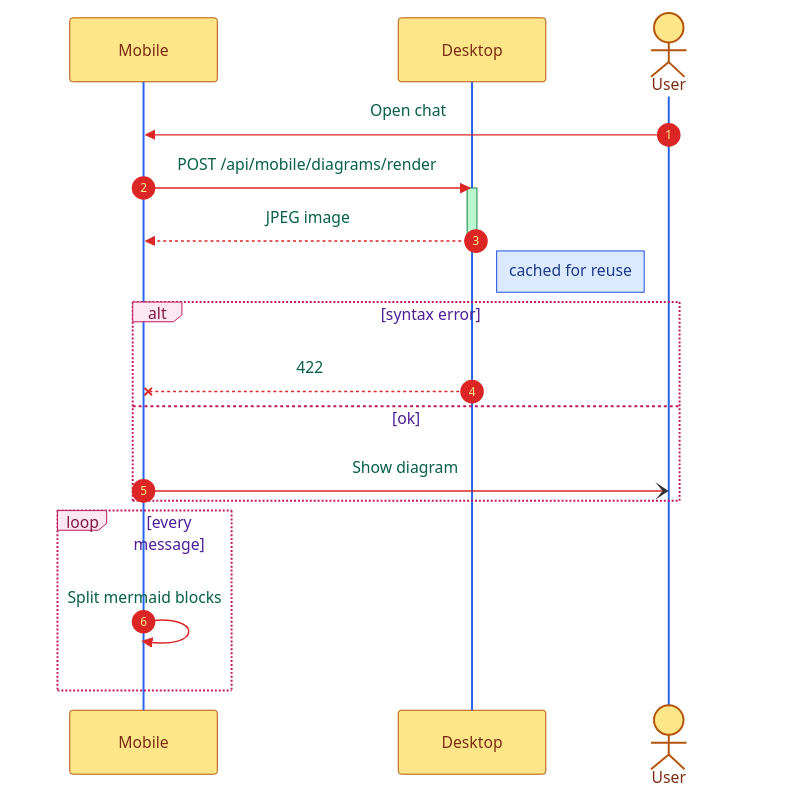 Mobile
Desktop
User
Open chat
1
POST /api/mobile/diagrams/render
2
JPEG image
3
cached for reuse
alt
[syntax error]
422
4
[ok]
Show diagram
5
loop
[every
message]
Split mermaid blocks
6
Mobile
Desktop
User